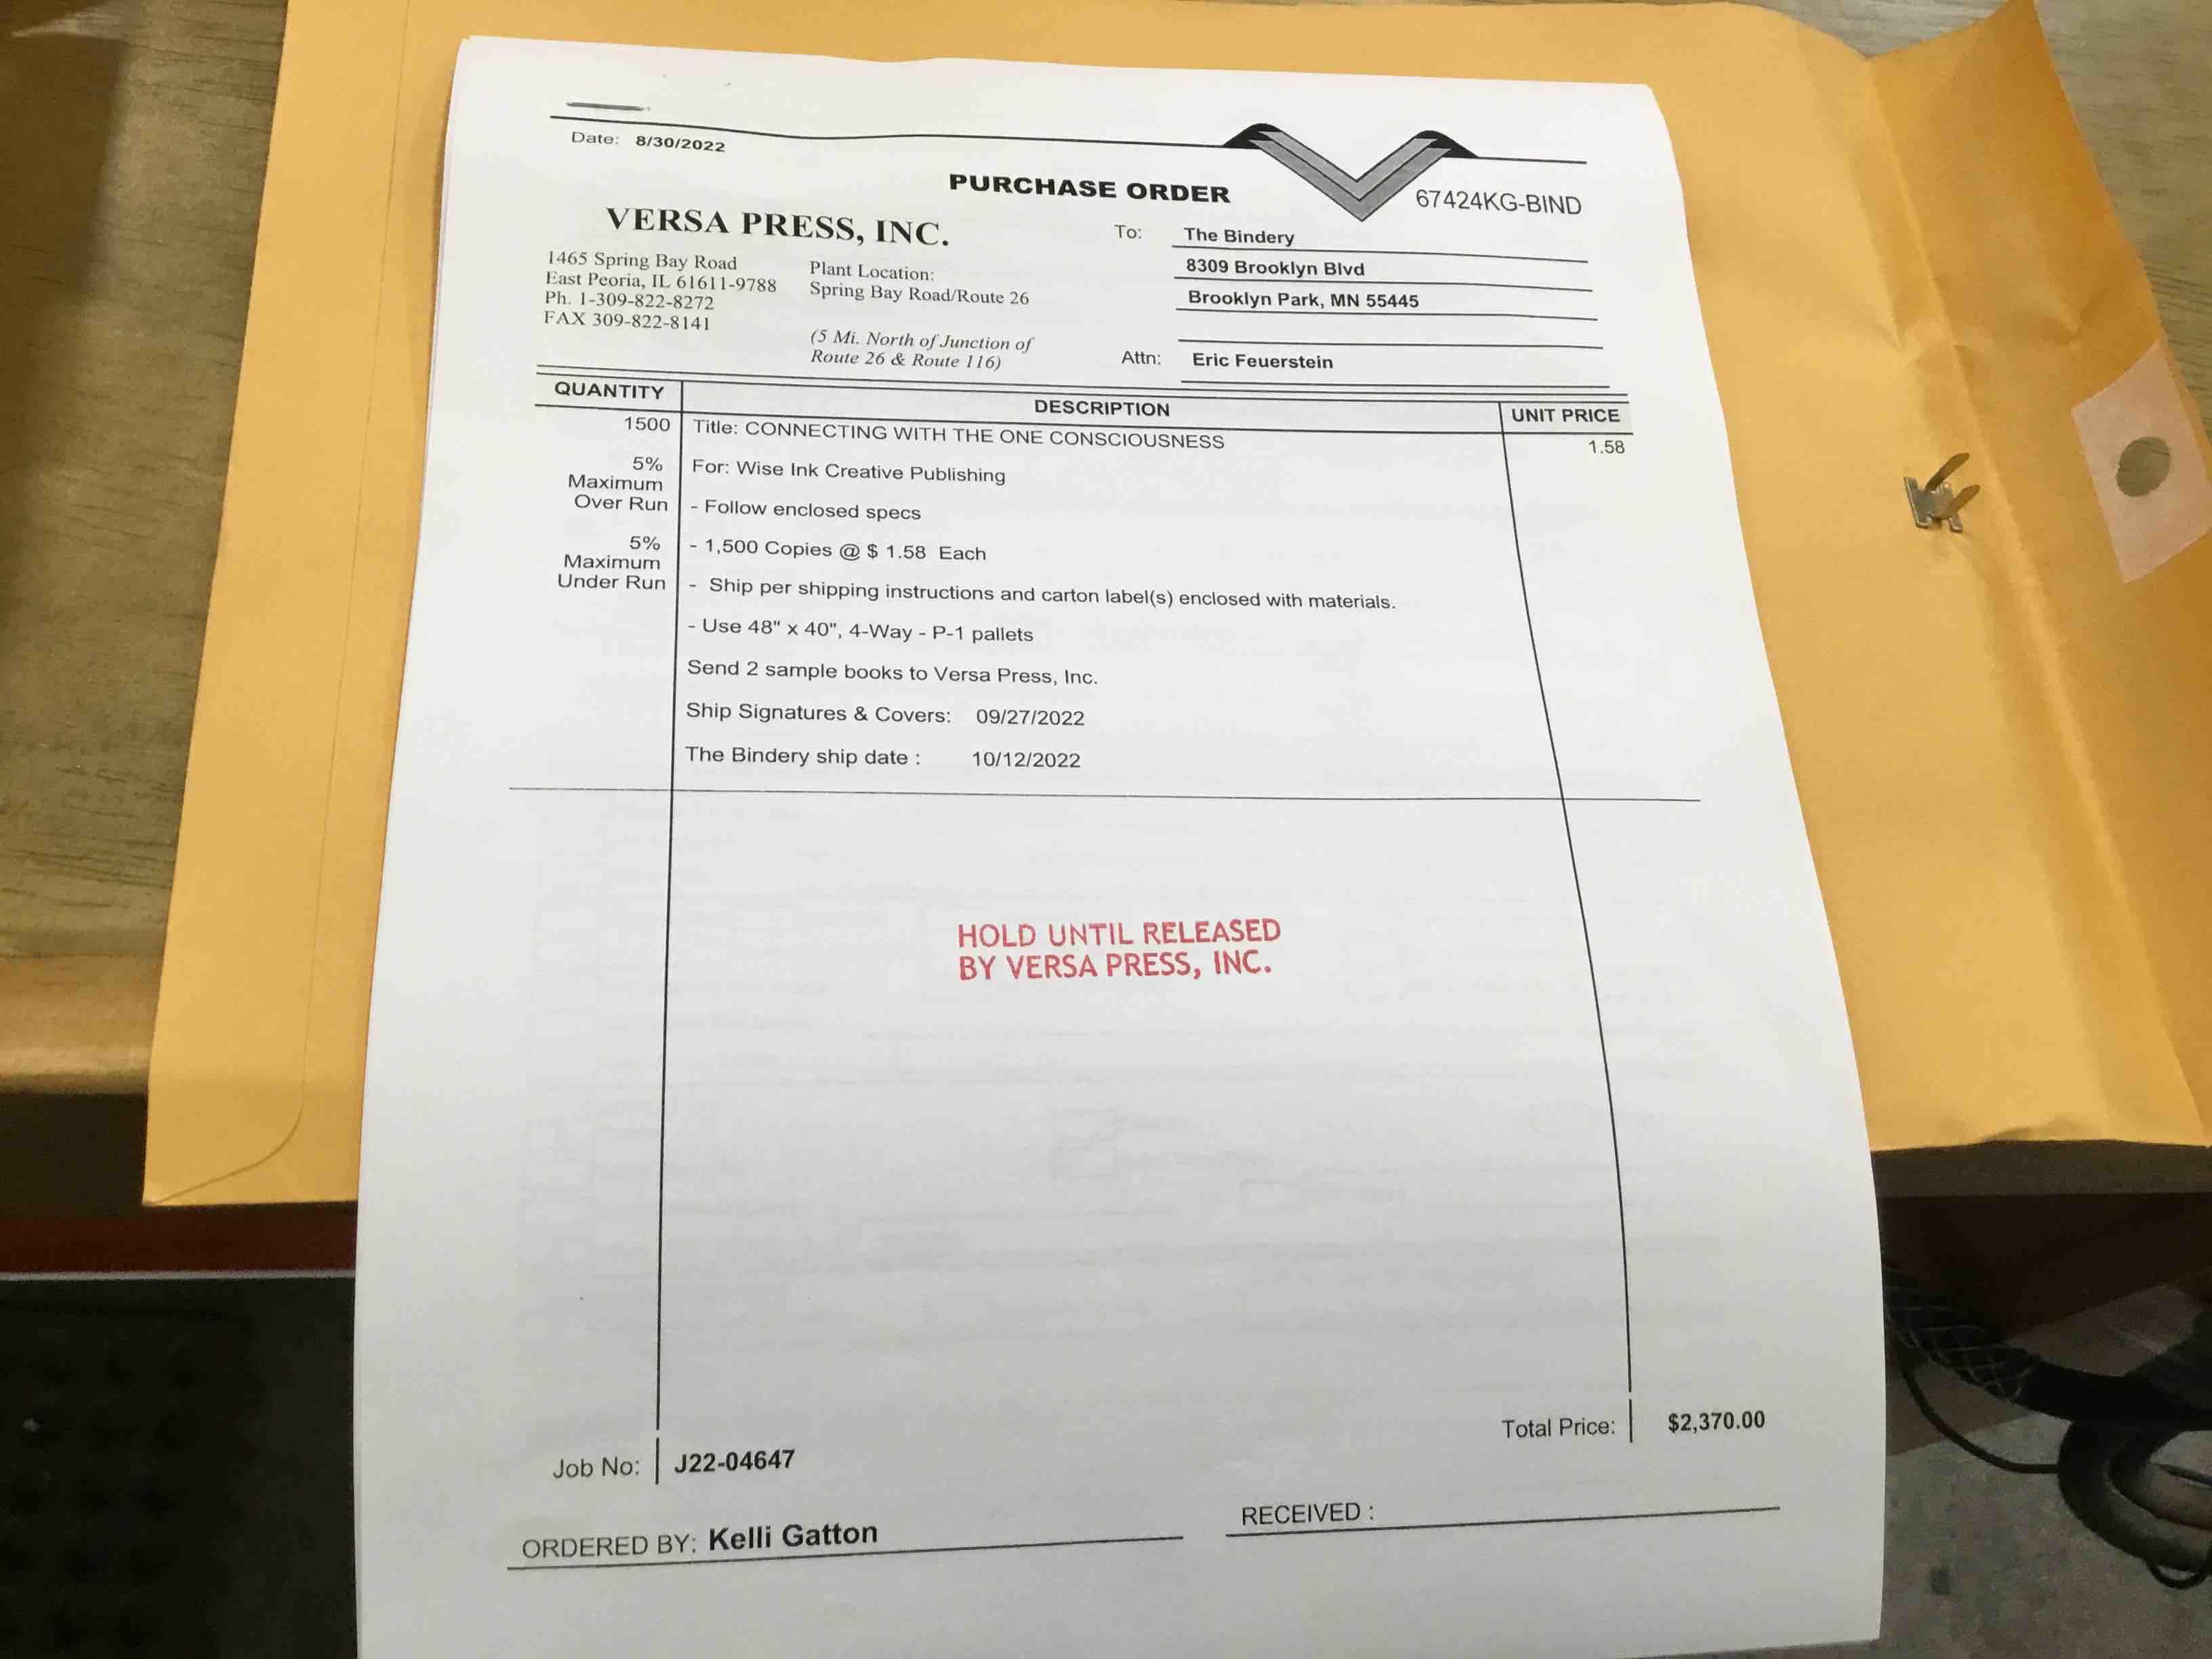 Date: 8/30/2022
PURCHASE ORDER
67424KG-BIND
VERSA PRESS, INC.
1465 Spring Bay Road
East Peoria, IL 61611-9788
Ph. 1-309-822-8272
FAX 309-822-8141
Plant Location:
Spring Bay Road/Route 26
(5 Mi. North of Junction of
Route 26 & Route 116)
To: The Bindery
8309 Brooklyn Blvd
Brooklyn Park, MN 55445
Attn: Eric Feuerstein
QUANTITY DESCRIPTION UNIT PRICE
1500 Title: CONNECTING WITH THE ONE CONSCIOUSNESS 1.58
5%
Maximum
Over Run
5%
Maximum
Under Run
For: Wise Ink Creative Publishing
- Follow enclosed specs
- 1,500 Copies @ $ 1.58 Each
- Ship per shipping instructions and carton label(s) enclosed with materials.
- Use 48" x 40", 4-Way - P-1 pallets
Send 2 sample books to Versa Press, Inc.
Ship Signatures & Covers: 09/27/2022
The Bindery ship date : 10/12/2022
HOLD UNTIL RELEASED
BY VERSA PRESS, INC.
Total Price: $2,370.00
Job No: J22-04647
ORDERED BY: Kelli Gatton
RECEIVED :